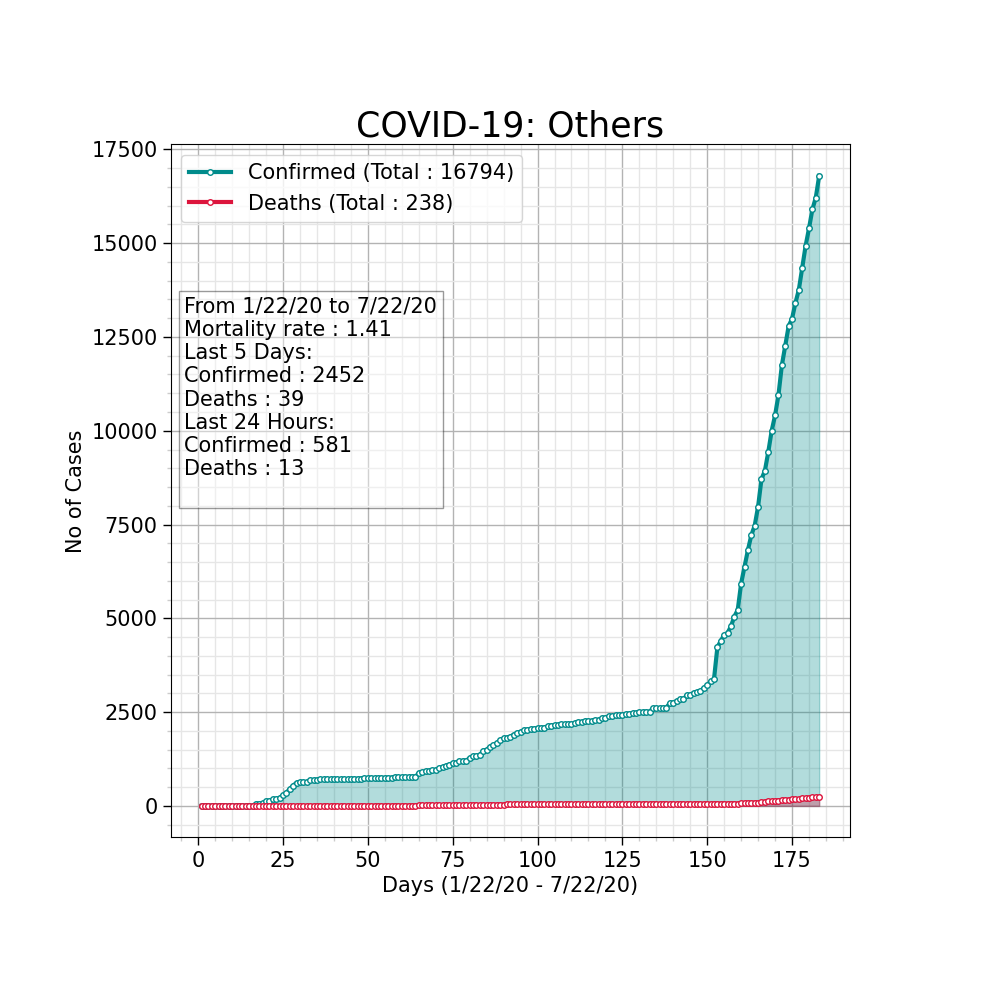 COVID-19: Others
Confirmed (Total : 16794)
Deaths (Total : 238)
From 1/22/20 to 7/22/20
Mortality rate : 1.41
Last 5 Days:
Confirmed : 2452
Deaths : 39
Last 24 Hours:
Confirmed : 581
Deaths : 13
No of Cases
17500
15000
12500
10000
7500
5000
2500
0
0 25 50 75 100 125 150 175
Days (1/22/20 - 7/22/20)